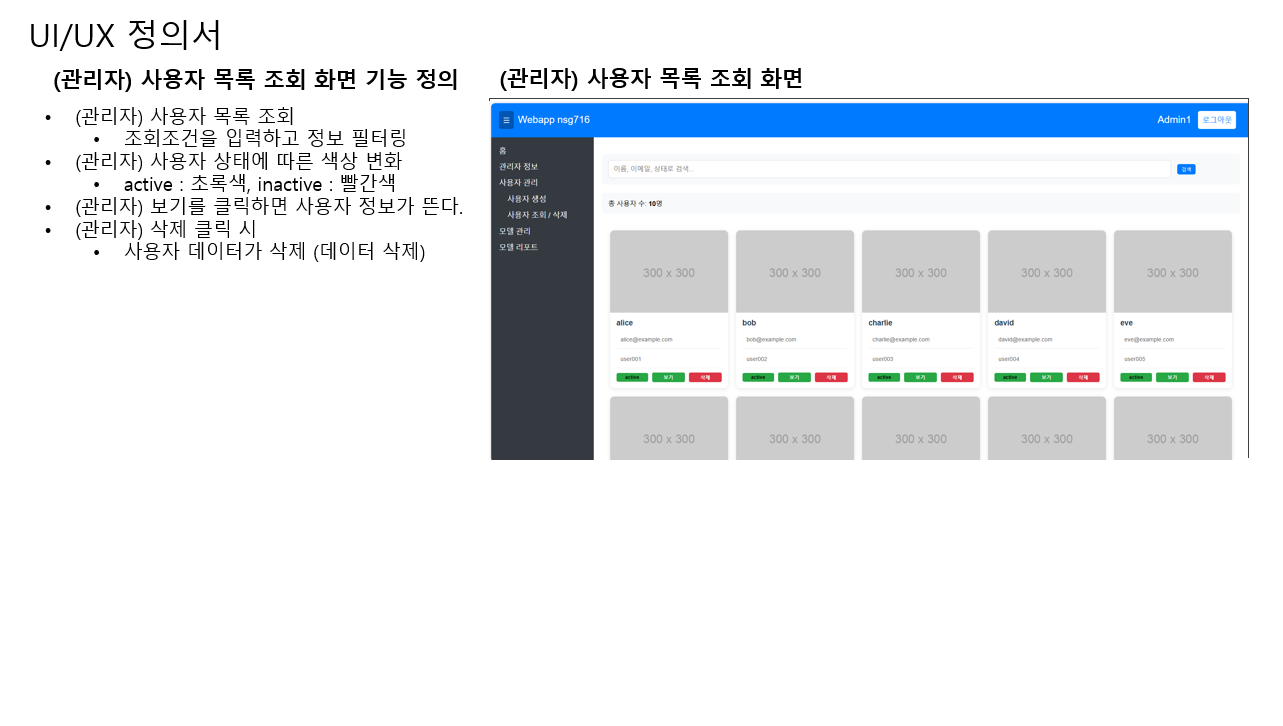 UI/UX 정의서
(관리자) 사용자 목록 조회 화면 기능 정의
• (관리자) 사용자 목록 조회
• 조회조건을 입력하고 정보 필터링
• (관리자) 사용자 상태에 따른 색상 변화
• active : 초록색, inactive : 빨간색
• (관리자) 보기를 클릭하면 사용자 정보가 뜬다.
• (관리자) 삭제 클릭 시
• 사용자 데이터가 삭제 (데이터 삭제)
(관리자) 사용자 목록 조회 화면
☰ Webapp nsg716 Admin1 로그아웃
홈
관리자 정보
사용자 관리
사용자 생성
사용자 조회 / 삭제
모델 관리
모델 리포트
이름, 이메일, 상태로 검색... 검색
총 사용자 수: 10명
300 x 300 300 x 300 300 x 300 300 x 300 300 x 300
alice bob charlie david eve
alice@example.com bob@example.com charlie@example.com david@example.com eve@example.com
user001 user002 user003 user004 user005
active 보기 삭제 active 보기 삭제 active 보기 삭제 active 보기 삭제 active 보기 삭제
300 x 300 300 x 300 300 x 300 300 x 300 300 x 300